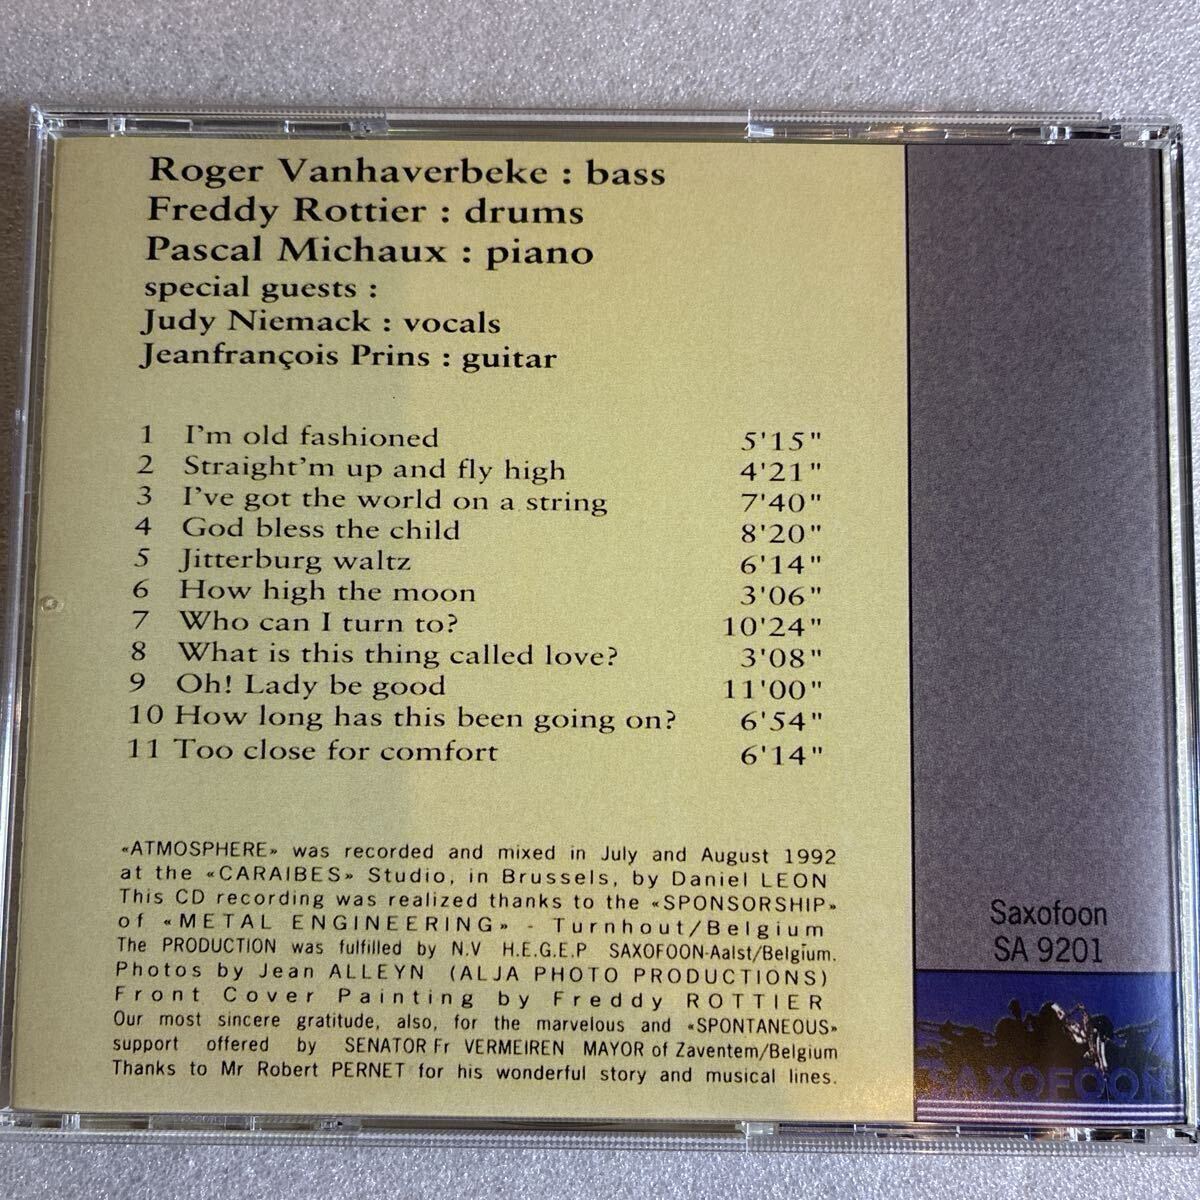 Roger Vanhaverbeke : bass
Freddy Rottier : drums
Pascal Michaux : piano
special guests :
Judy Niemack : vocals
Jeanfrançois Prins : guitar
1 I'm old fashioned 5'15"
2 Straight'm up and fly high 4'21"
3 I've got the world on a string 7'40"
4 God bless the child 8'20"
5 Jitterburg waltz 6'14"
6 How high the moon 3'06"
7 Who can I turn to? 10'24"
8 What is this thing called love? 3'08"
9 Oh! Lady be good 11'00"
10 How long has this been going on? 6'54"
11 Too close for comfort 6'14"
«ATMOSPHERE» was recorded and mixed in July and August 1992
at the «CARAIBES» Studio, in Brussels, by Daniel LEON
This CD recording was realized thanks to the «SPONSORSHIP»
of «METAL ENGINEERING» - Turnhout/Belgium
The PRODUCTION was fulfilled by N.V H.E.G.E.P SAXOFOON-Aalst/Belgium.
Photos by Jean ALLEYN (ALJA PHOTO PRODUCTIONS)
Front Cover Painting by Freddy ROTTIER
Our most sincere gratitude, also, for the marvelous and «SPONTANEOUS»
support offered by SENATOR Fr VERMEIREN MAYOR of Zaventem/Belgium
Thanks to Mr Robert PERNET for his wonderful story and musical lines.
Saxofoon
SA 9201
SAXOFOON